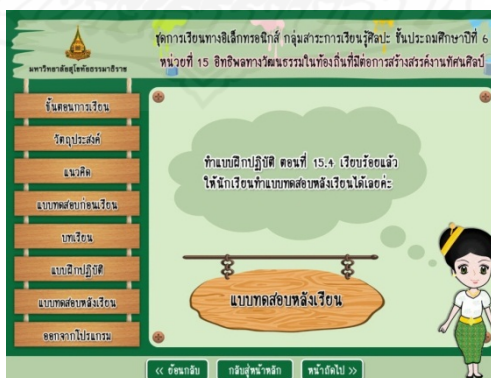 ชุดการเรียนทางอิเล็กทรอนิกส์ กลุ่มสาระการเรียนรู้ศิลปะ ชั้นประถมศึกษาปีที่ 6
หน่วยที่ 15 อิทธิพลทางวัฒนธรรมในท้องถิ่นที่มีต่อการสร้างสรรค์งานทัศนศิลป์
มหาวิทยาลัยสุโขทัยธรรมาธิราช
ขั้นตอนการเรียน
วัตถุประสงค์
แนวคิด
แบบทดสอบก่อนเรียน
บทเรียน
แบบฝึกปฏิบัติ
แบบทดสอบหลังเรียน
ออกจากโปรแกรม
ทำแบบฝึกปฏิบัติ ตอนที่ 15.4 เรียบร้อยแล้ว
ให้นักเรียนทำแบบทดสอบหลังเรียนได้เลยค่ะ
แบบทดสอบหลังเรียน
<< ย้อนกลับ
กลับสู่หน้าหลัก
หน้าถัดไป >>